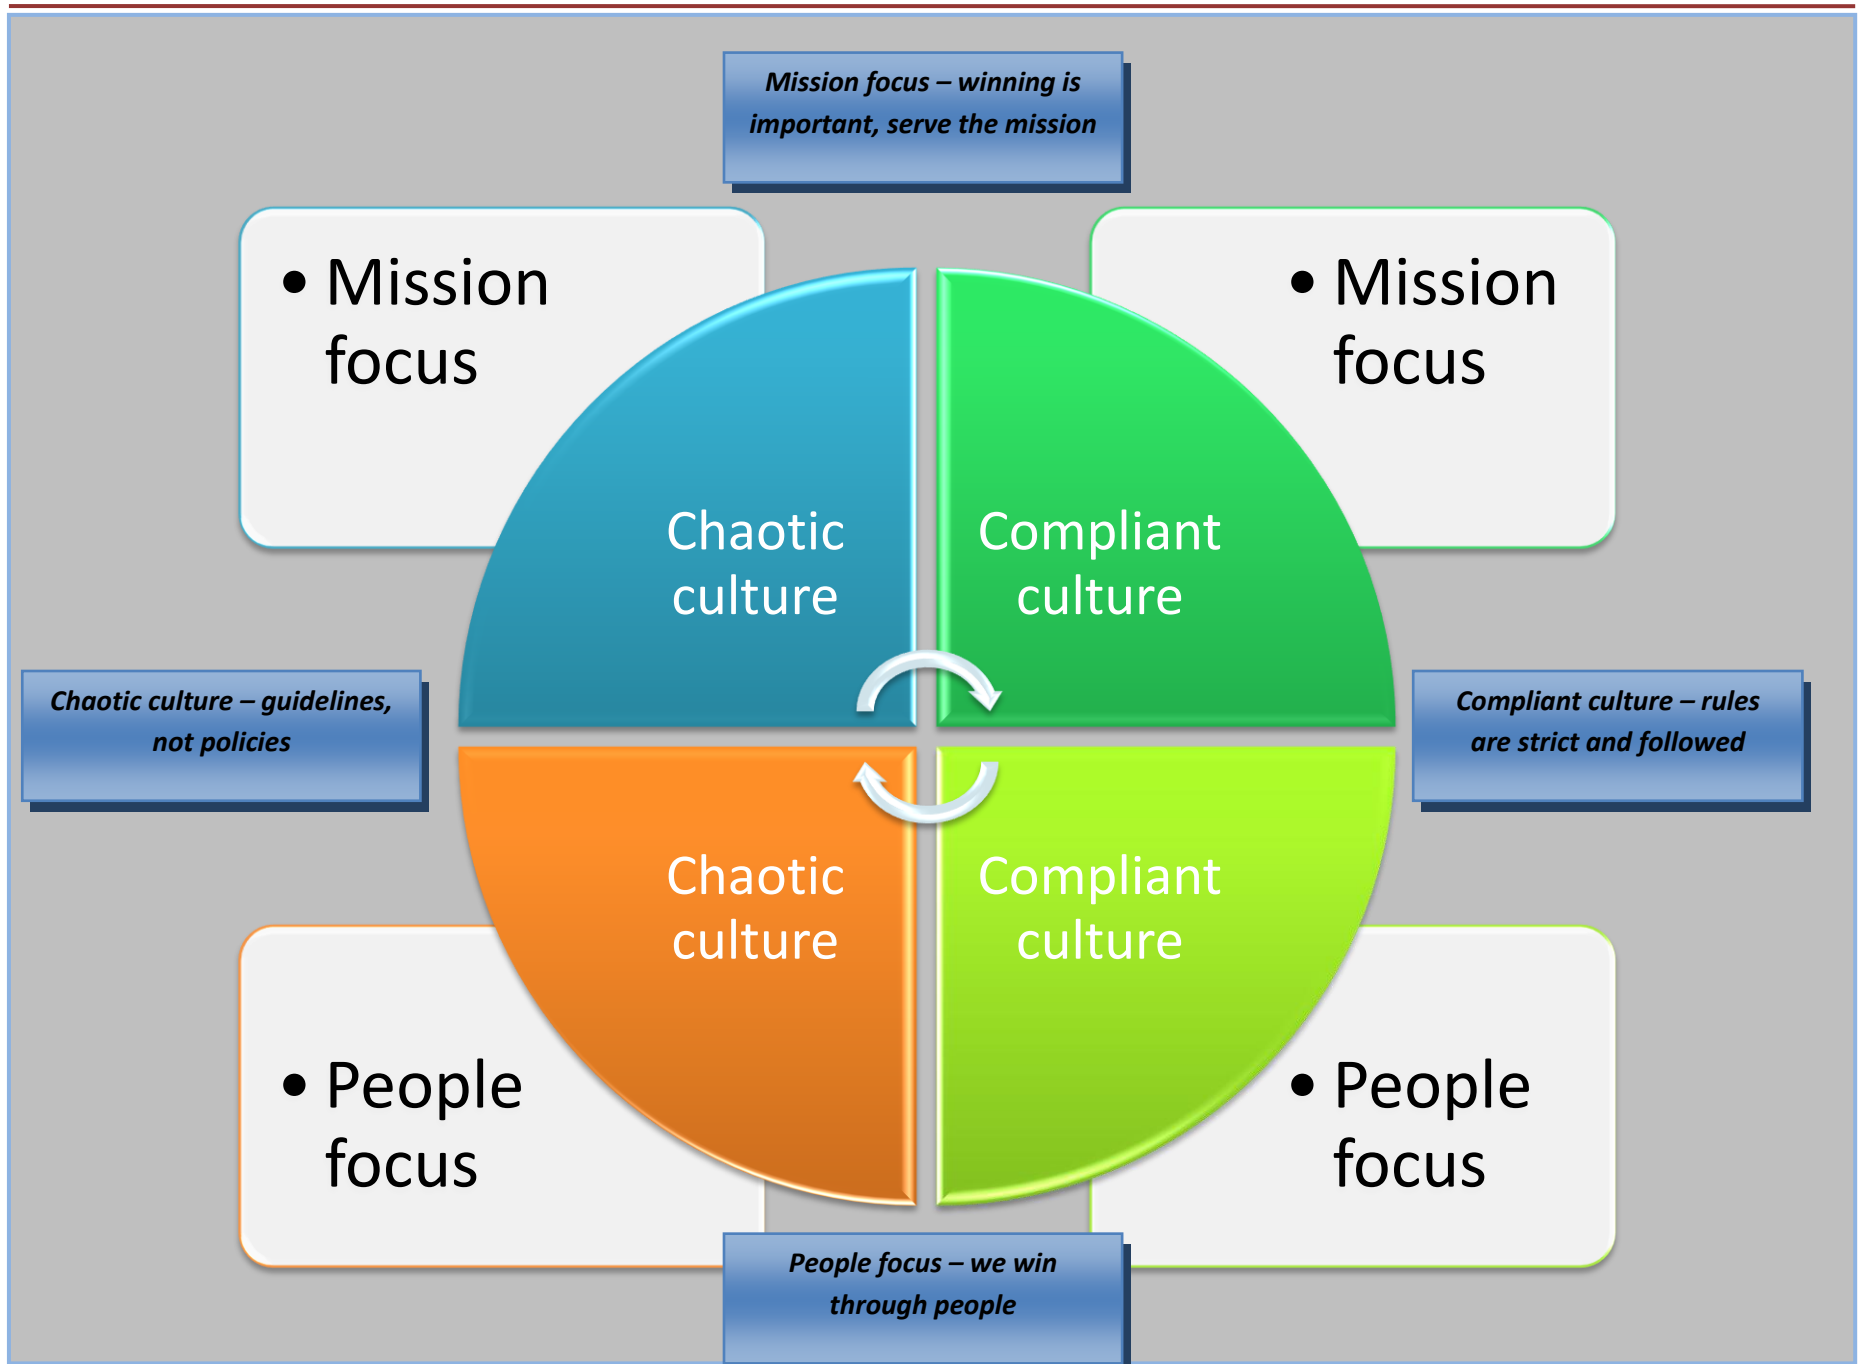 Mission focus – winning is
important, serve the mission
• Mission
focus
• Mission
focus
Chaotic
culture
Compliant
culture
Chaotic culture – guidelines,
not policies
Compliant culture – rules
are strict and followed
Chaotic
culture
Compliant
culture
• People
focus
• People
focus
People focus – we win
through people